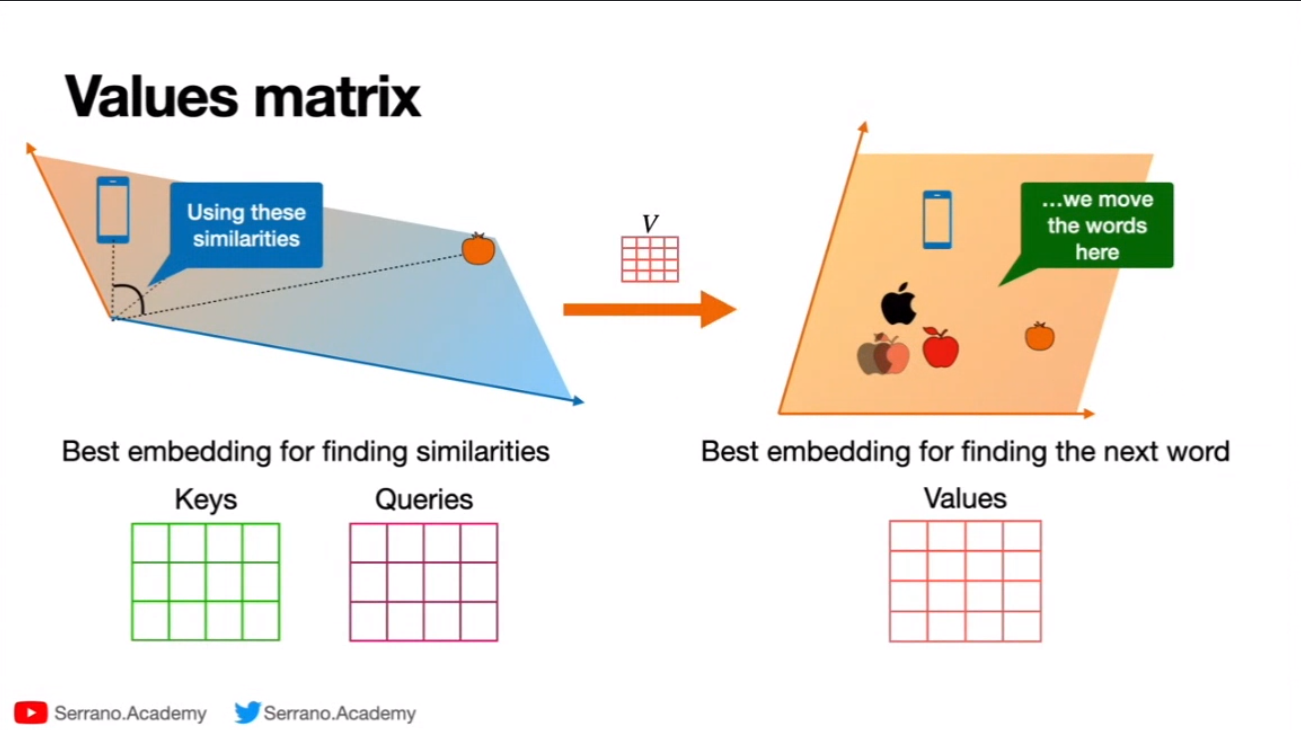 Values matrix
Using these
similarities
V
...we move
the words
here
Best embedding for finding similarities
Best embedding for finding the next word
Keys
Queries
Values
Serrano.Academy
Serrano.Academy